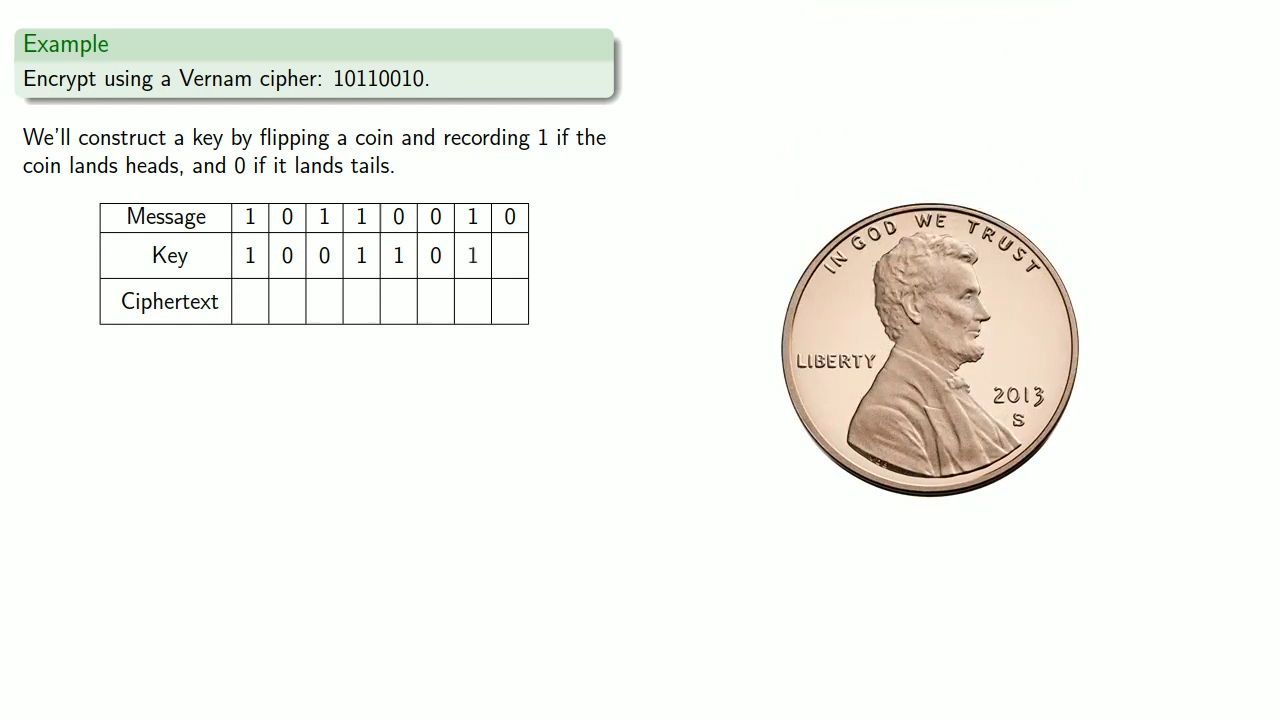 Example
Encrypt using a Vernam cipher: 10110010.
We'll construct a key by flipping a coin and recording 1 if the
coin lands heads, and 0 if it lands tails.
Message 1 0 1 1 0 0 1 0
Key 1 0 0 1 1 0 1
Ciphertext
IN GOD WE TRUST
LIBERTY
2013
S